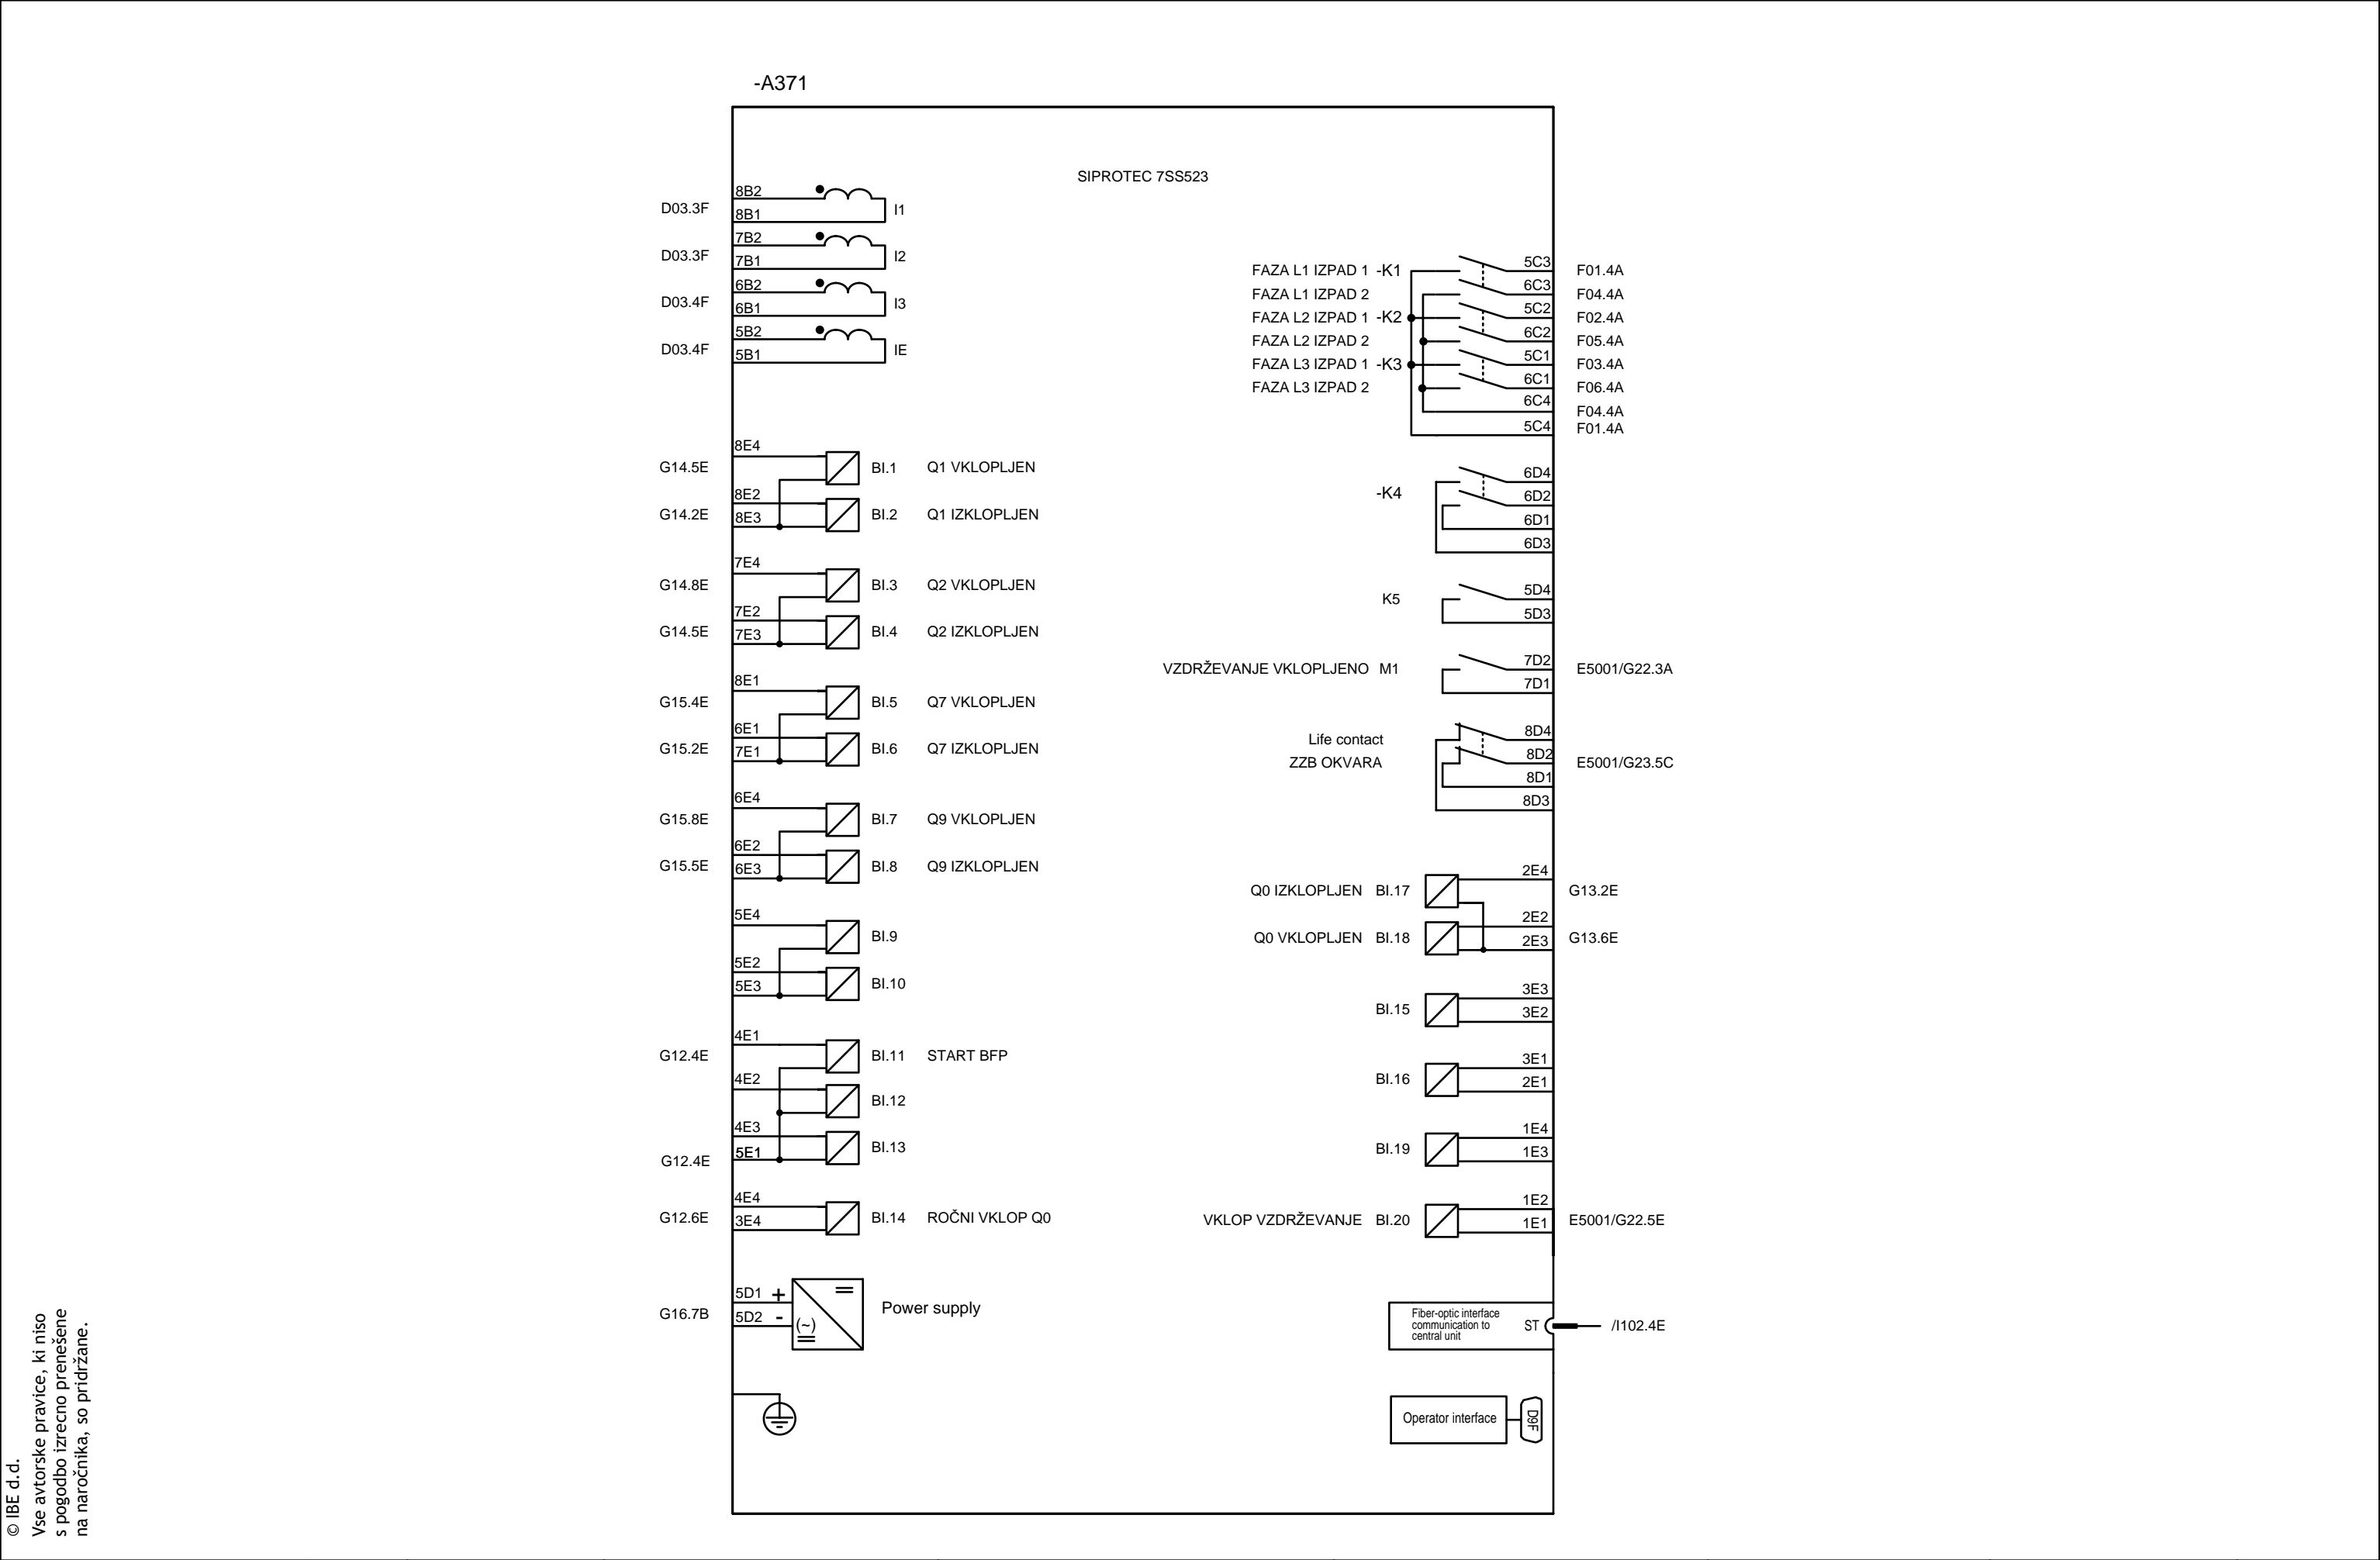 -A371
SIPROTEC 7SS523
D03.3F 8B2 8B1 I1
D03.3F 7B2 7B1 I2
D03.4F 6B2 6B1 I3
D03.4F 5B2 5B1 IE
G14.5E 8E4 BI.1 Q1 VKLOPLJEN
G14.2E 8E2 8E3 BI.2 Q1 IZKLOPLJEN
G14.8E 7E4 BI.3 Q2 VKLOPLJEN
G14.5E 7E2 7E3 BI.4 Q2 IZKLOPLJEN
G15.4E 8E1 BI.5 Q7 VKLOPLJEN
G15.2E 6E1 7E1 BI.6 Q7 IZKLOPLJEN
G15.8E 6E4 BI.7 Q9 VKLOPLJEN
G15.5E 6E2 6E3 BI.8 Q9 IZKLOPLJEN
5E4 BI.9
5E2 5E3 BI.10
G12.4E 4E1 BI.11 START BFP
4E2 BI.12
4E3 BI.13
G12.4E 5E1
G12.6E 4E4 3E4 BI.14 ROČNI VKLOP Q0
G16.7B 5D1 + 5D2 - (~) Power supply
FAZA L1 IZPAD 1 -K1 5C3 F01.4A
FAZA L1 IZPAD 2 6C3 F04.4A
FAZA L2 IZPAD 1 -K2 5C2 F02.4A
FAZA L2 IZPAD 2 6C2 F05.4A
FAZA L3 IZPAD 1 -K3 5C1 F03.4A
FAZA L3 IZPAD 2 6C1 F06.4A
6C4 F04.4A
5C4 F01.4A
-K4 6D4
6D2
6D1
6D3
K5 5D4
5D3
VZDRŽEVANJE VKLOPLJENO M1 7D2 E5001/G22.3A
7D1
Life contact 8D4
ZZB OKVARA 8D2 E5001/G23.5C
8D1
8D3
Q0 IZKLOPLJEN BI.17 2E4 G13.2E
2E2
Q0 VKLOPLJEN BI.18 2E3 G13.6E
BI.15 3E3 3E2
BI.16 3E1 2E1
BI.19 1E4 1E3
VKLOP VZDRŽEVANJE BI.20 1E2 1E1 E5001/G22.5E
Fiber-optic interface
communication to
central unit
ST /I102.4E
Operator interface D9F
© IBE d.d.
Vse avtorske pravice, ki niso
s pogodbo izrecno prenešene
na naročnika, so pridržane.